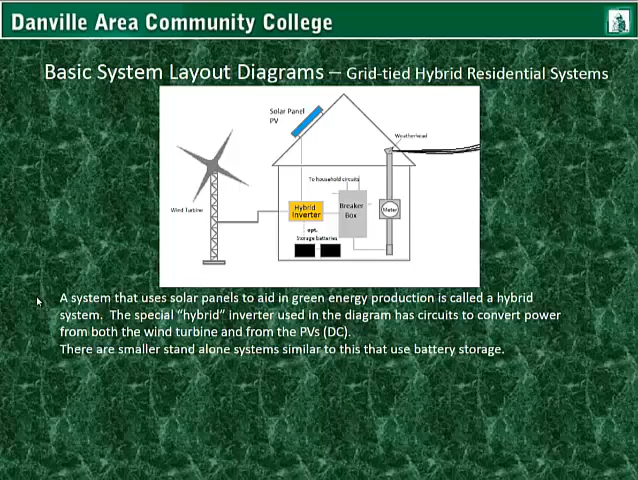 Danville Area Community College
Basic System Layout Diagrams – Grid-tied Hybrid Residential Systems
Solar Panel
PV
Weatherhead
To household circuits
Wind Turbine
Hybrid
Inverter
Breaker
Box
Meter
opt.
Storage batteries
A system that uses solar panels to aid in green energy production is called a hybrid
system. The special “hybrid” inverter used in the diagram has circuits to convert power
from both the wind turbine and from the PVs (DC).
There are smaller stand alone systems similar to this that use battery storage.